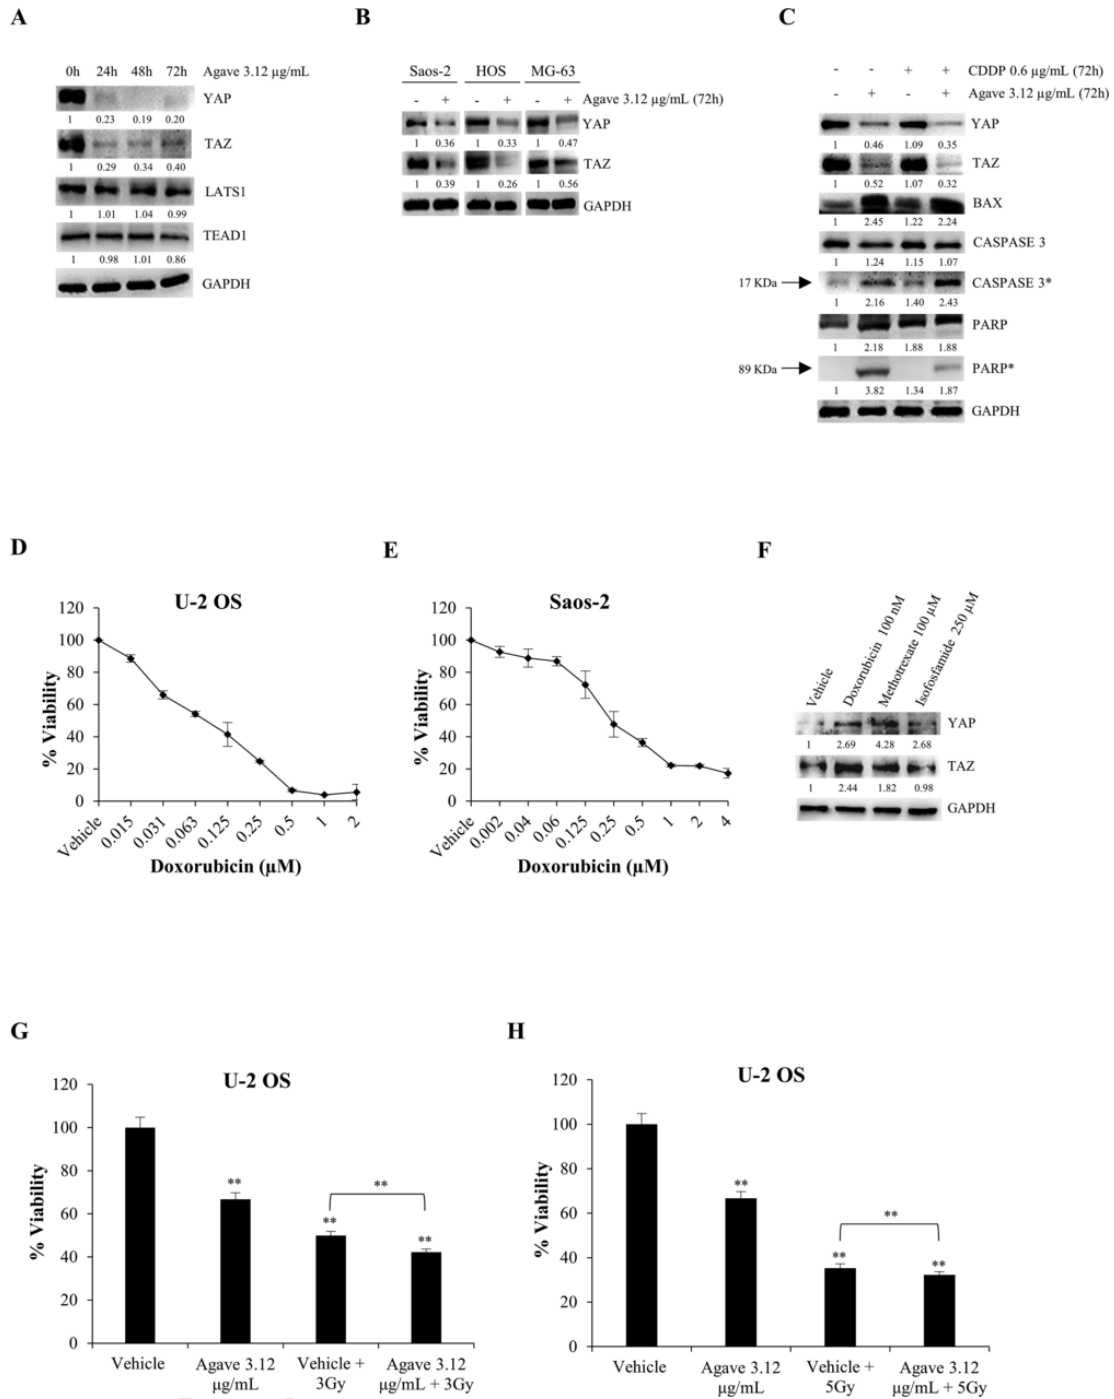 A
0h 24h 48h 72h Agave 3.12 µg/mL
YAP
1 0.23 0.19 0.20
TAZ
1 0.29 0.34 0.40
LATS1
1 1.01 1.04 0.99
TEAD1
1 0.98 1.01 0.86
GAPDH
B
Saos-2 HOS MG-63
- + - + - + Agave 3.12 µg/mL (72h)
YAP
1 0.36 1 0.33 1 0.47
TAZ
1 0.39 1 0.26 1 0.56
GAPDH
C
- - + + CDDP 0.6 µg/mL (72h)
- + - + Agave 3.12 µg/mL (72h)
YAP
1 0.46 1.09 0.35
TAZ
1 0.52 1.07 0.32
BAX
1 2.45 1.22 2.24
CASPASE 3
1 1.24 1.15 1.07
17 KDa CASPASE 3*
1 2.16 1.40 2.43
PARP
1 2.18 1.88 1.88
89 KDa PARP*
1 3.82 1.34 1.87
GAPDH
D
U-2 OS
% Viability
120
100
80
60
40
20
0
Vehicle 0.015 0.031 0.063 0.125 0.25 0.5 1 2
Doxorubicin (µM)
E
Saos-2
% Viability
120
100
80
60
40
20
0
Vehicle 0.002 0.04 0.06 0.125 0.25 0.5 1 2 4
Doxorubicin (µM)
F
Vehicle
Doxorubicin 100 nM
Methotrexate 100 µM
Isofosfamide 250 µM
YAP
1 2.69 4.28 2.68
TAZ
1 2.44 1.82 0.98
GAPDH
G
U-2 OS
% Viability
120
100
80
60
40
20
0
**
**
**
**
Vehicle Agave 3.12 Vehicle + Agave 3.12
µg/mL 3Gy µg/mL + 3Gy
H
U-2 OS
% Viability
120
100
80
60
40
20
0
**
**
**
**
Vehicle Agave 3.12 Vehicle + Agave 3.12
µg/mL 5Gy µg/mL + 5Gy